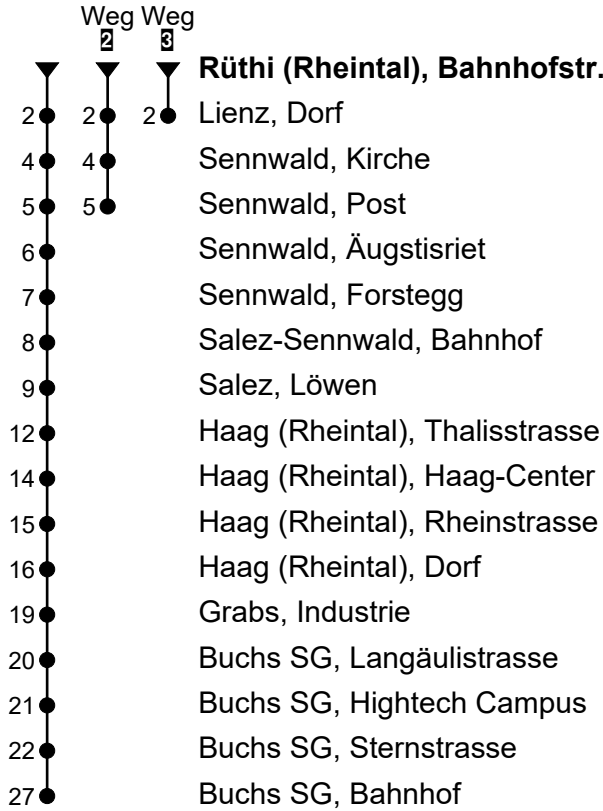 Weg Weg
2 3
Rüthi (Rheintal), Bahnhofstr.
2 2 2 Lienz, Dorf
4 4 Sennwald, Kirche
5 5 Sennwald, Post
6 Sennwald, Äugstisriet
7 Sennwald, Forstegg
8 Salez-Sennwald, Bahnhof
9 Salez, Löwen
12 Haag (Rheintal), Thalisstrasse
14 Haag (Rheintal), Haag-Center
15 Haag (Rheintal), Rheinstrasse
16 Haag (Rheintal), Dorf
19 Grabs, Industrie
20 Buchs SG, Langäulistrasse
21 Buchs SG, Hightech Campus
22 Buchs SG, Sternstrasse
27 Buchs SG, Bahnhof